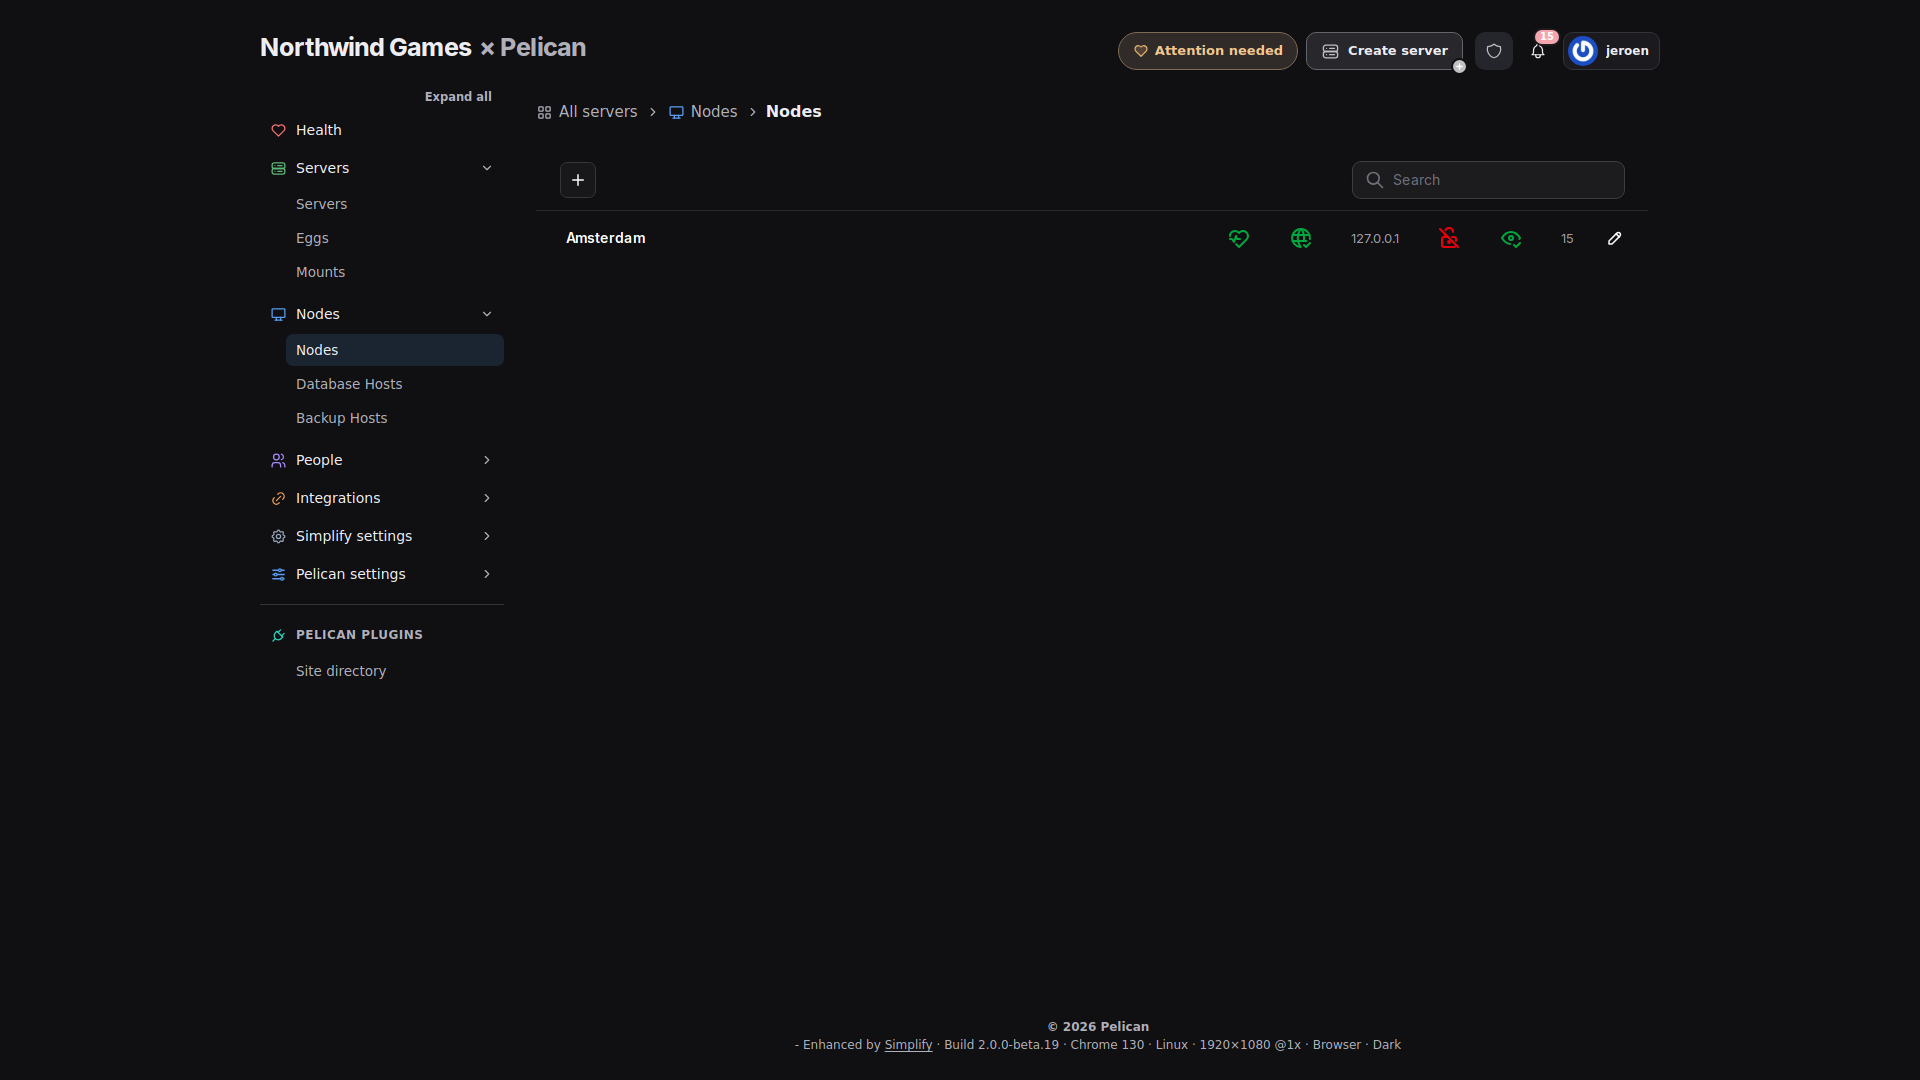 Northwind Games × Pelican
Attention needed
Create server
15
jeroen
Expand all
Health
Servers
Servers
Eggs
Mounts
Nodes
Nodes
Database Hosts
Backup Hosts
People
Integrations
Simplify settings
Pelican settings
PELICAN PLUGINS
Site directory
All servers > Nodes > Nodes
Search
Amsterdam 127.0.0.1 15
© 2026 Pelican
- Enhanced by Simplify · Build 2.0.0-beta.19 · Chrome 130 · Linux · 1920×1080 @1x · Browser · Dark